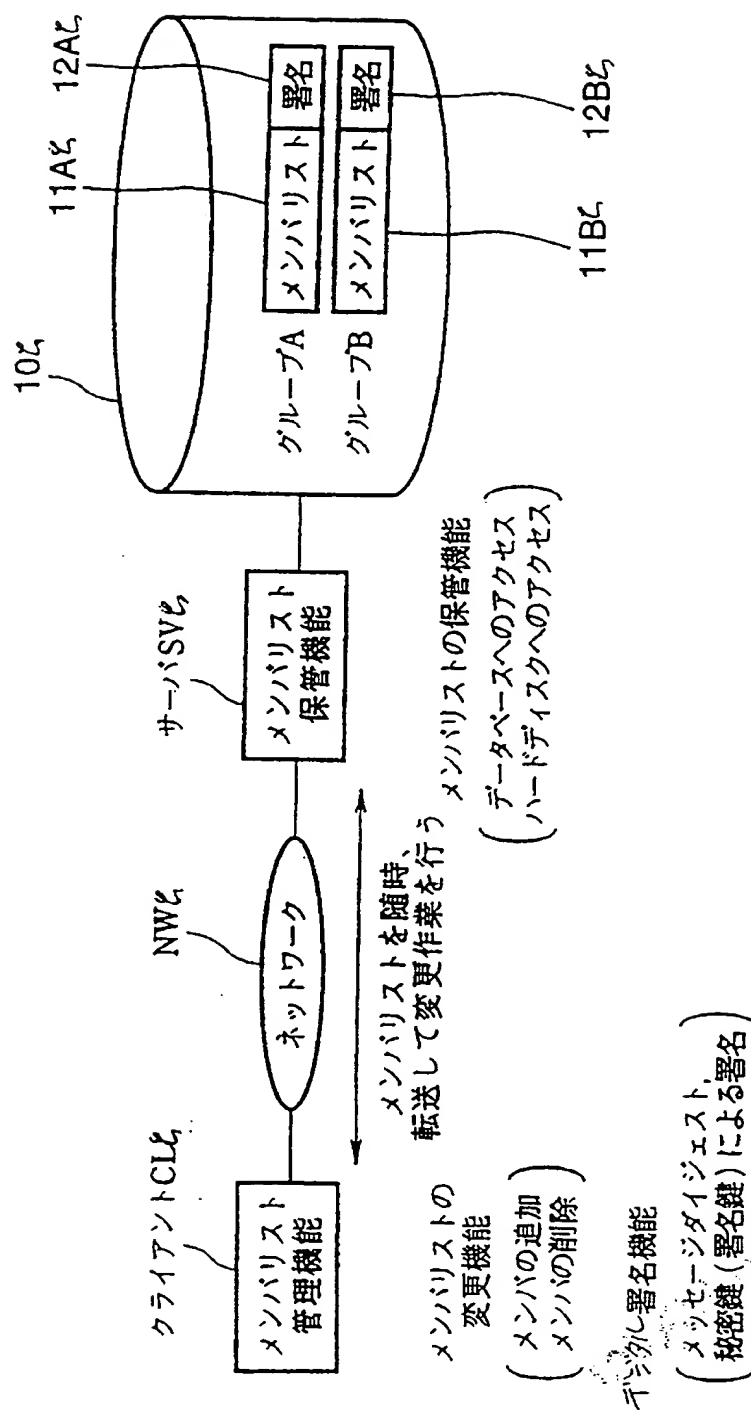 クライアントCLζ
メンバリスト
管理機能
メンバリストの
変更機能
メンバの追加
メンバの削除
デジタル署名機能
メッセージダイジェスト,
秘密鍵(署名鍵)による署名
NWζ
ネットワーク
メンバリストを随時、
転送して変更作業を行う
サーバSVζ
メンバリスト
保管機能
メンバリストの保管機能
データベースへのアクセス
ハードディスクへのアクセス
10ζ
グループA
メンバリスト
署名
11Aζ
12Aζ
グループB
メンバリスト
署名
11Bζ
12Bζ